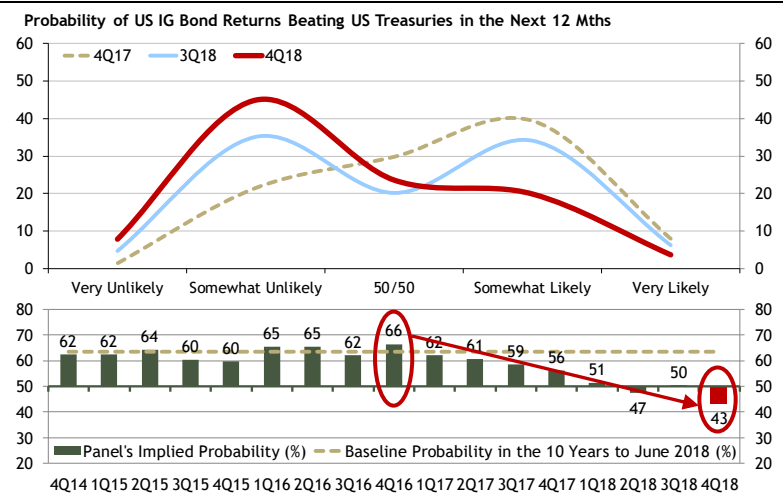 Probability of US IG Bond Returns Beating US Treasuries in the Next 12 Mths
60 60
4Q17 3Q18 4Q18
50 50
40 40
30 30
20 20
10 10
0 0
Very Unlikely Somewhat Unlikely 50/50 Somewhat Likely Very Likely
80 80
70 70
62 62 64 60 60 65 65 62 66 62 61 59 56 51 47 50 43
60 60
50 50
40 40
30 30
Panel's Implied Probability (%) Baseline Probability in the 10 Years to June 2018 (%)
20 20
4Q14 1Q15 2Q15 3Q15 4Q15 1Q16 2Q16 3Q16 4Q16 1Q17 2Q17 3Q17 4Q17 1Q18 2Q18 3Q18 4Q18